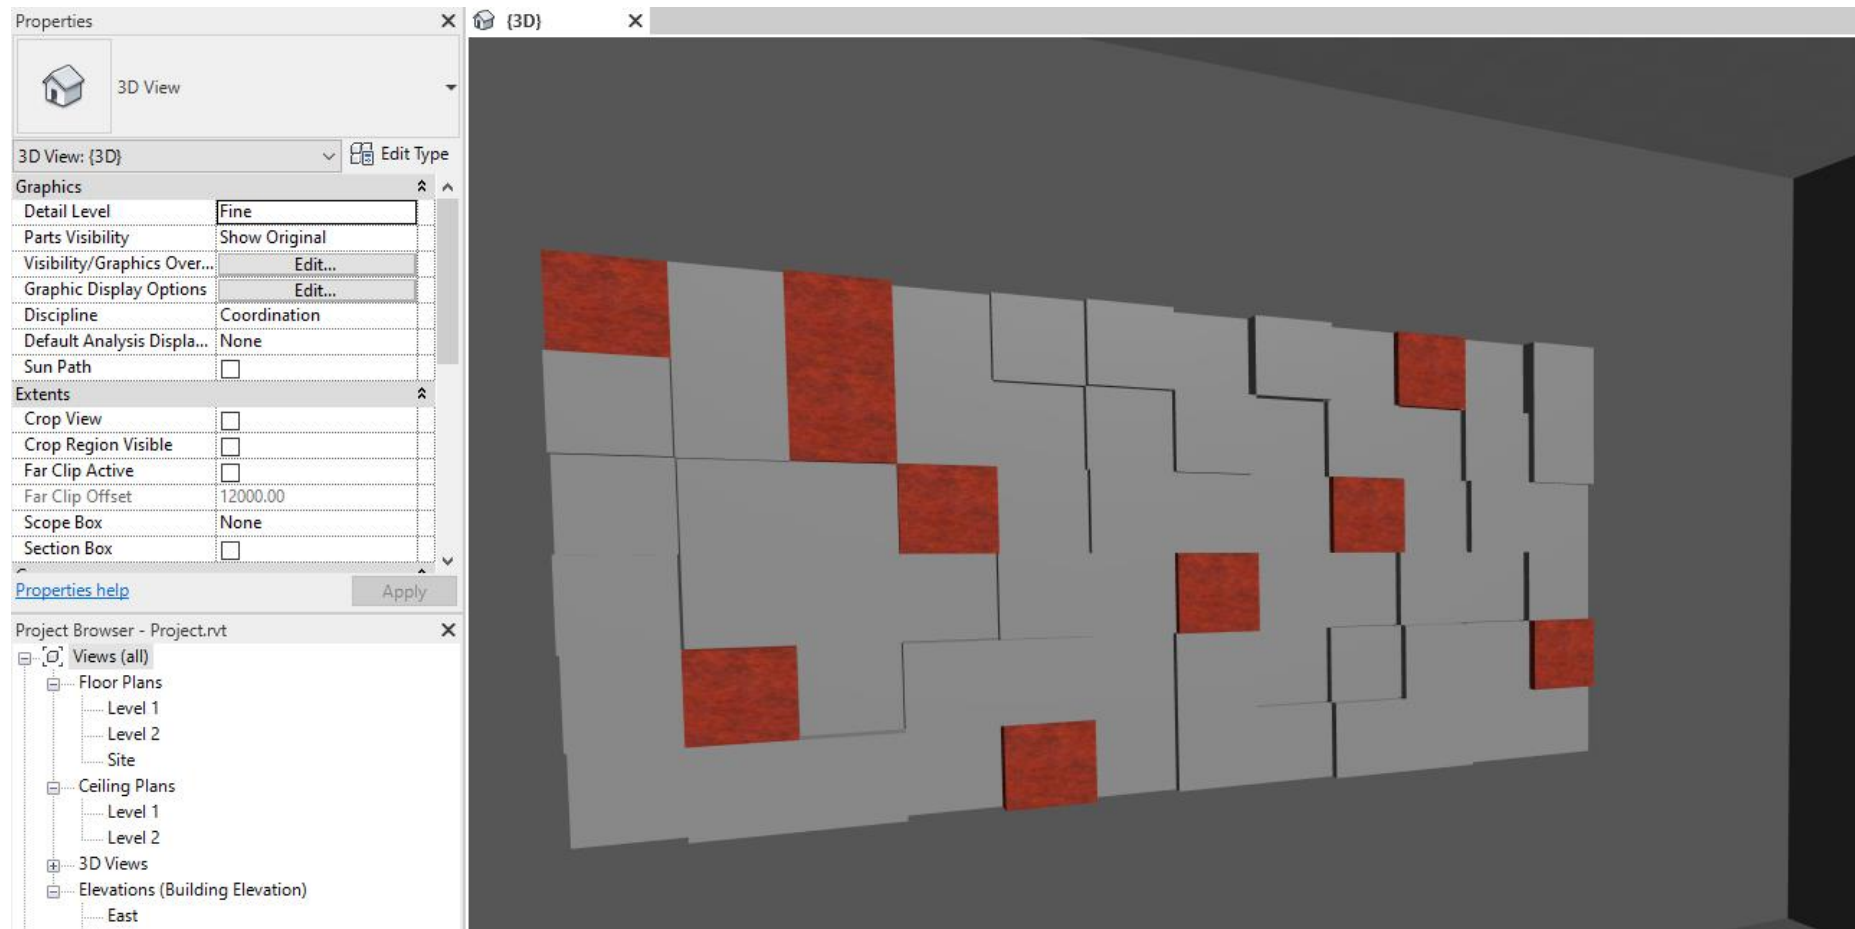 Properties
{3D}
3D View
3D View: {3D}
Edit Type
Graphics
Detail Level Fine
Parts Visibility Show Original
Visibility/Graphics Over... Edit...
Graphic Display Options Edit...
Discipline Coordination
Default Analysis Displa... None
Sun Path
Extents
Crop View
Crop Region Visible
Far Clip Active
Far Clip Offset 12000.00
Scope Box None
Section Box
Properties help Apply
Project Browser - Project.rvt
Views (all)
Floor Plans
Level 1
Level 2
Site
Ceiling Plans
Level 1
Level 2
3D Views
Elevations (Building Elevation)
East